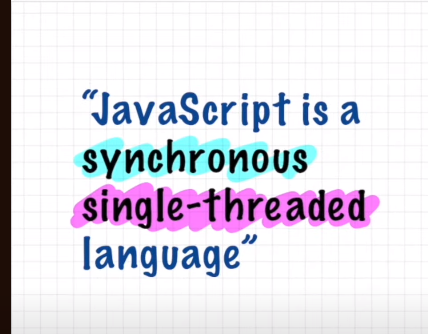 “JavaScript is a
synchronous
single-threaded
language”